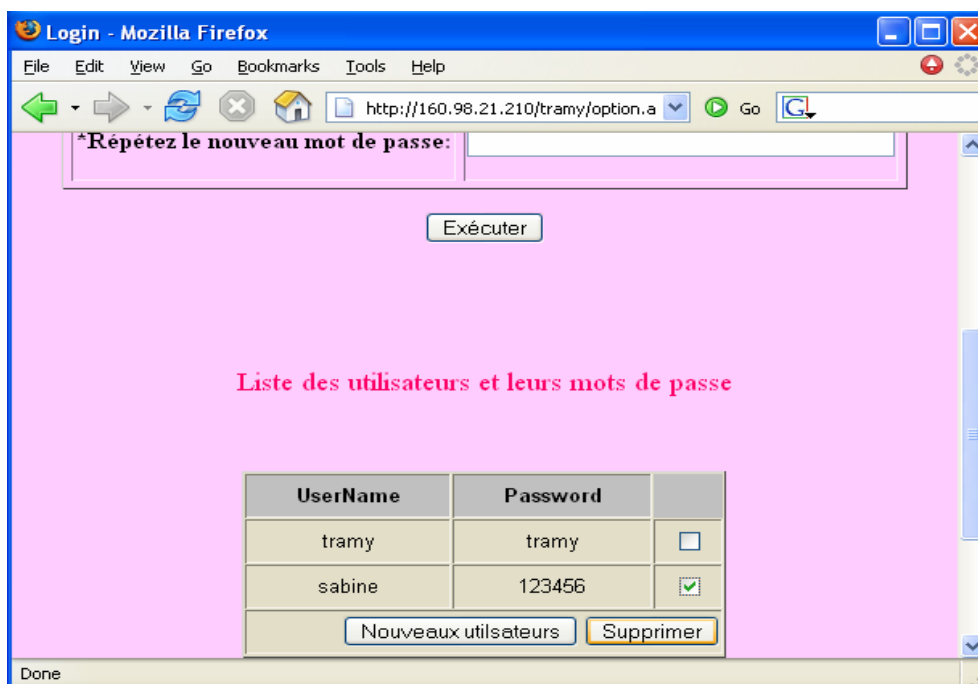 Login - Mozilla Firefox
File Edit View Go Bookmarks Tools Help
http://160.98.21.210/tramy/option.a Go G
*Répétez le nouveau mot de passe:
Exécuter
Liste des utilisateurs et leurs mots de passe
UserName Password
tramy tramy
sabine 123456
Nouveaux utilsateurs Supprimer
Done